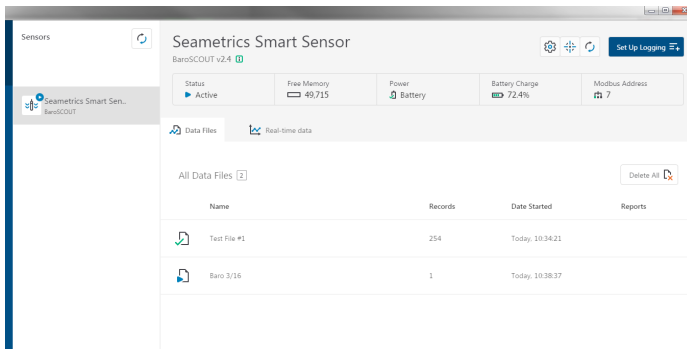 Sensors
Seametrics Smart Sensor
BaroSCOUT v2.4
Set Up Logging
Seametrics Smart Sen..
BaroSCOUT
Status
Active
Free Memory
49,715
Power
Battery
Battery Charge
72.4%
Modbus Address
7
Data Files
Real-time data
All Data Files 2
Delete All
Name Records Date Started Reports
Test File #1 254 Today, 10:34:21
Baro 3/16 1 Today, 10:38:37